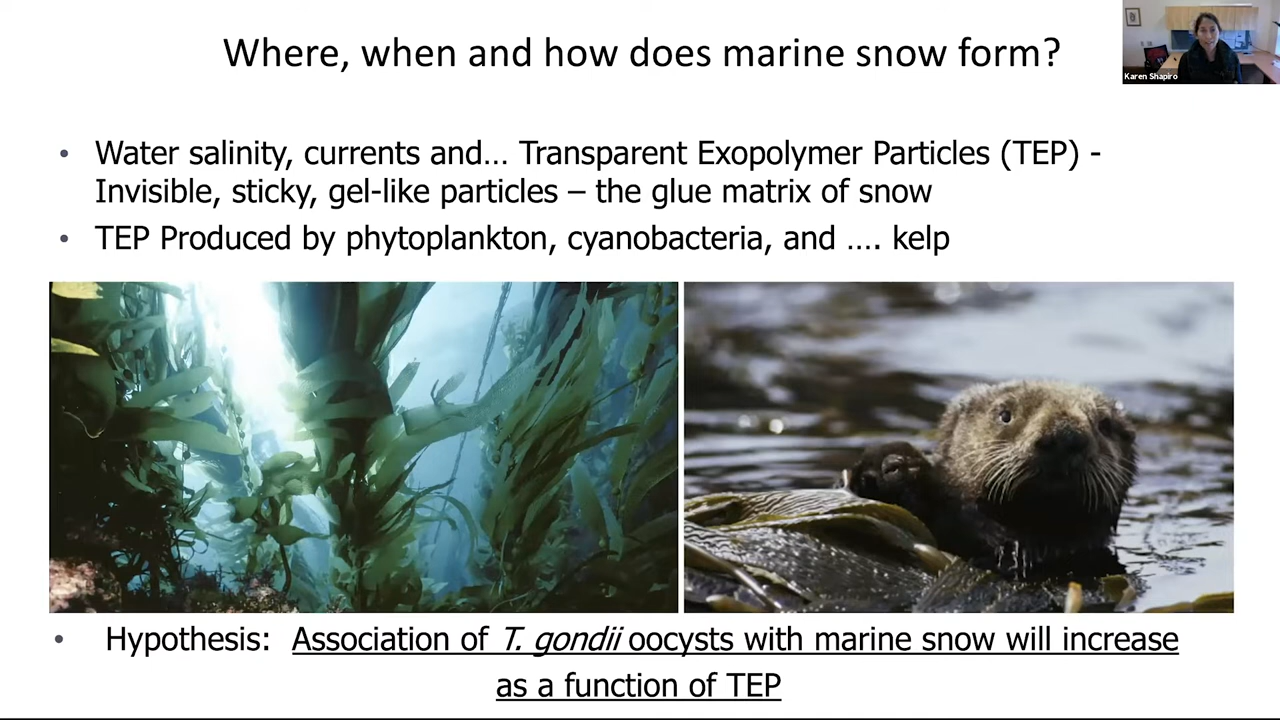 Where, when and how does marine snow form?
Karen Shapiro
• Water salinity, currents and… Transparent Exopolymer Particles (TEP) -
Invisible, sticky, gel-like particles – the glue matrix of snow
• TEP Produced by phytoplankton, cyanobacteria, and …. kelp
• Hypothesis: Association of T. gondii oocysts with marine snow will increase
as a function of TEP